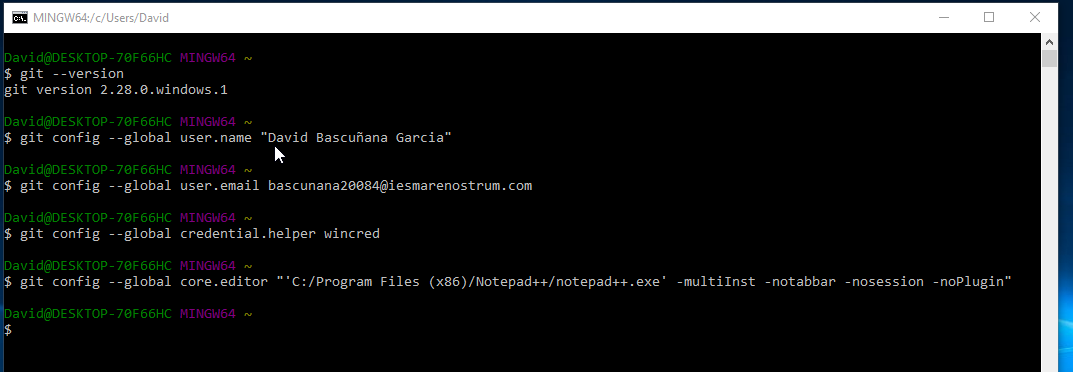 MINGW64:/c/Users/David
David@DESKTOP-70F66HC MINGW64 ~
$ git --version
git version 2.28.0.windows.1
David@DESKTOP-70F66HC MINGW64 ~
$ git config --global user.name "David Bascuñana Garcia"
David@DESKTOP-70F66HC MINGW64 ~
$ git config --global user.email bascunana20084@iesmarenostrum.com
David@DESKTOP-70F66HC MINGW64 ~
$ git config --global credential.helper wincred
David@DESKTOP-70F66HC MINGW64 ~
$ git config --global core.editor "'C:/Program Files (x86)/Notepad++/notepad++.exe' -multiInst -notabbar -nosession -noPlugin"
David@DESKTOP-70F66HC MINGW64 ~
$